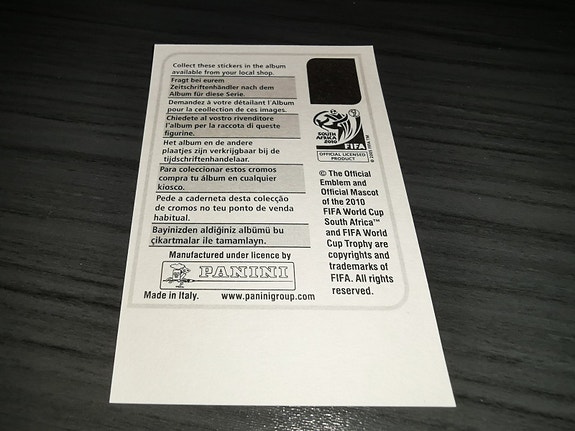 Collect these stickers in the album
available from your local shop.
Fragt bei eurem
Zeitschriftenhändler nach dem
Album für diese Serie.
Demandez à votre détailant l'Album
pour la ceollection de ces images.
Chiedete al vostro rivenditore
l'album per la raccota di queste
figurine.
Het album en de andere
plaatjes zijn verkrijgbaar bij de
tijdschriftenhandelaar.
Para coleccionar estos cromos
compra tu álbum en cualquier
kiosco.
Pede a caderneta desta colecção
de cromos no teu ponto de venda
habitual.
Bayinizden aldiğiniz albümü bu
çikartmalar ile tamamlayn.
Manufactured under licence by
PANINI
Made in Italy. www.paninigroup.com
SOUTH AFRICA
2010
FIFA
OFFICIAL LICENSED
PRODUCT
© The Official
Emblem and
Official Mascot
of the 2010
FIFA World Cup
South Africa™
and FIFA World
Cup Trophy are
copyrights and
trademarks of
FIFA. All rights
reserved.